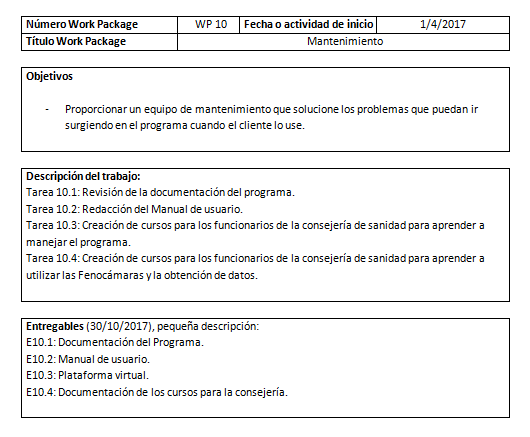 Número Work Package WP 10 Fecha o actividad de inicio 1/4/2017
Título Work Package Mantenimiento
Objetivos
- Proporcionar un equipo de mantenimiento que solucione los problemas que puedan ir
surgiendo en el programa cuando el cliente lo use.
Descripción del trabajo:
Tarea 10.1: Revisión de la documentación del programa.
Tarea 10.2: Redacción del Manual de usuario.
Tarea 10.3: Creación de cursos para los funcionarios de la consejería de sanidad para aprender a
manejar el programa.
Tarea 10.4: Creación de cursos para los funcionarios de la consejería de sanidad para aprender a
utilizar las Fenocámaras y la obtención de datos.
Entregables (30/10/2017), pequeña descripción:
E10.1: Documentación del Programa.
E10.2: Manual de usuario.
E10.3: Plataforma virtual.
E10.4: Documentación de los cursos para la consejería.